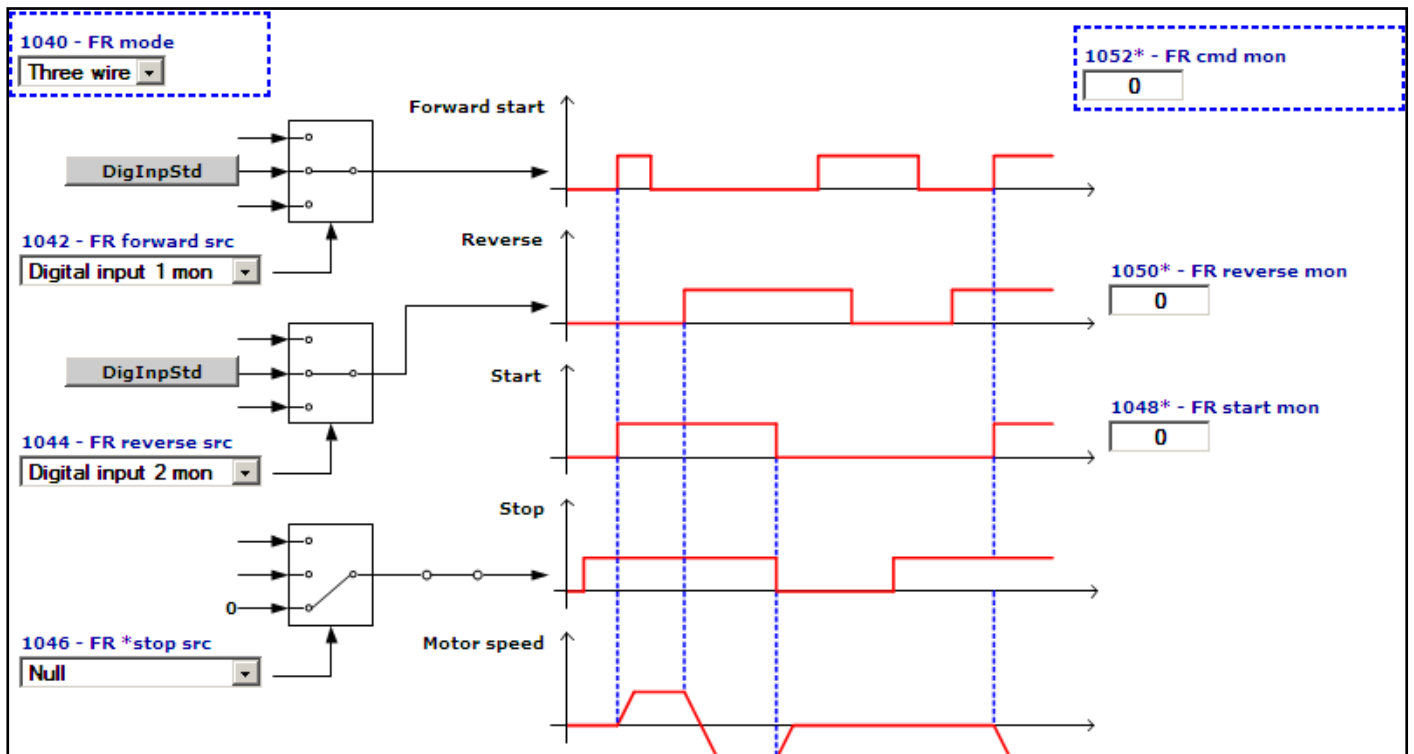 1040 - FR mode
Three wire
1052* - FR cmd mon
0
Forward start
DigInpStd
1042 - FR forward src
Digital input 1 mon
Reverse
1050* - FR reverse mon
0
DigInpStd
Start
1048* - FR start mon
0
1044 - FR reverse src
Digital input 2 mon
Stop
0
1046 - FR *stop src
Null
Motor speed